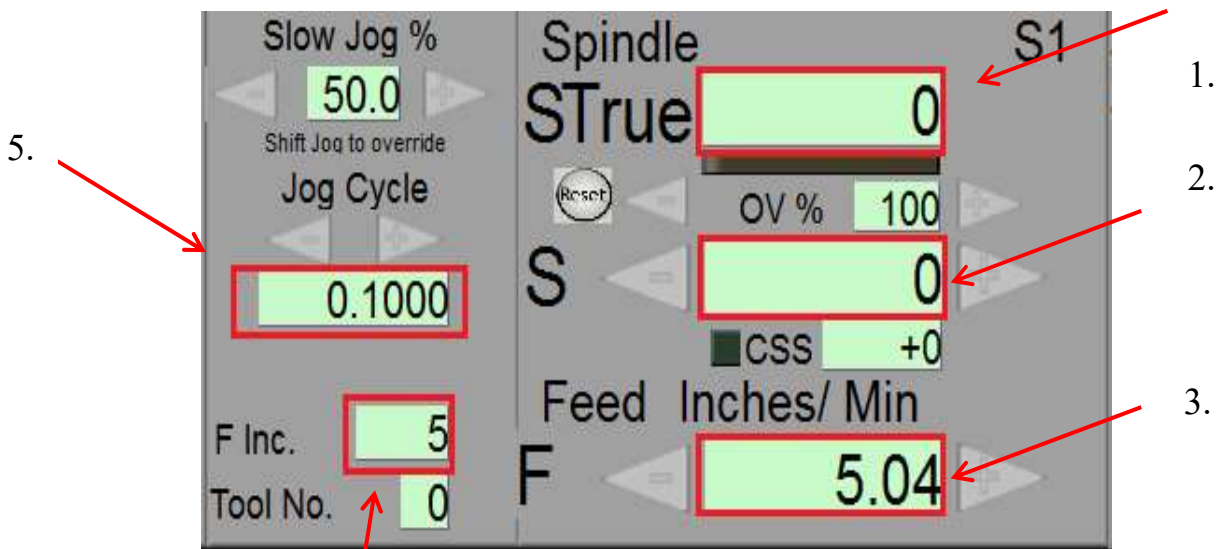 Slow Jog %
50.0
Shift Jog to override
Jog Cycle
0.1000
F Inc. 5
Tool No. 0
Spindle S1
STrue 0
Reset OV % 100
S 0
CSS +0
Feed Inches/ Min
F 5.04
1.
2.
3.
5.